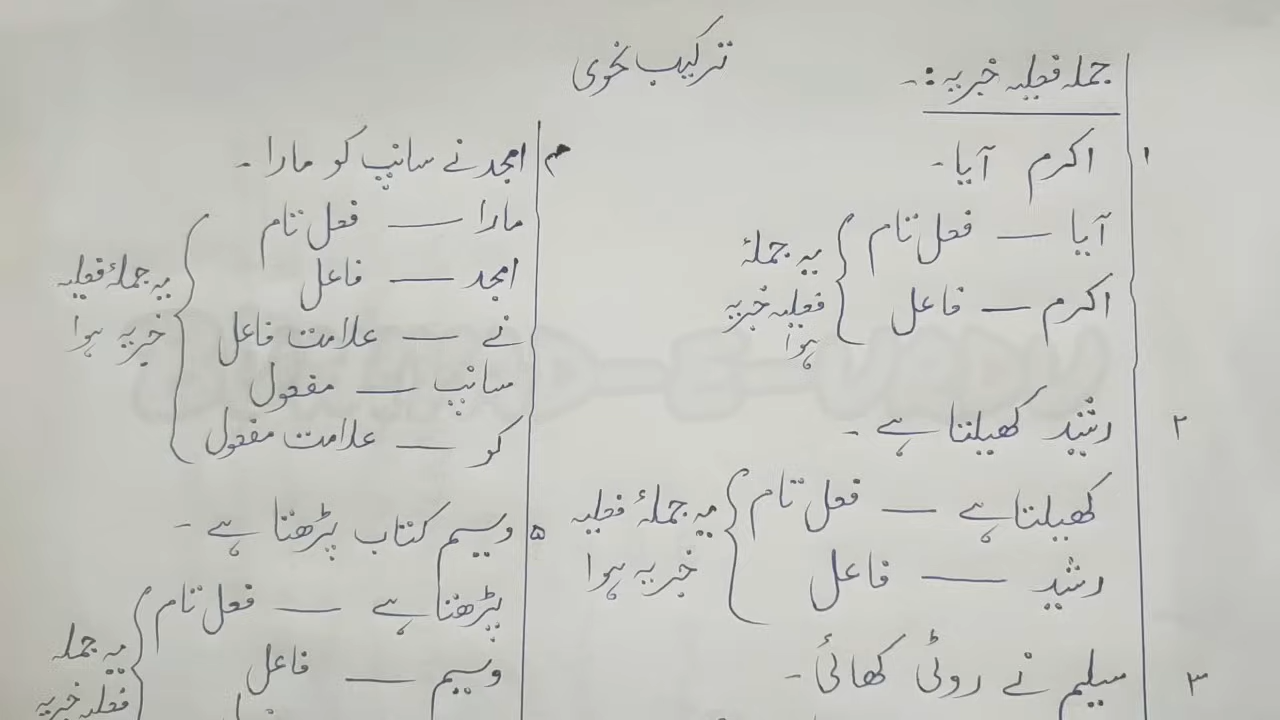 ترکیب نحوی
جملہ فعلیہ خبریہ :۔
۱ اکرم آیا۔
آیا — فعل تام
اکرم — فاعل
یہ جملۂ
فعلیہ خبریہ
ہوا
۲ رشید کھیلتا ہے۔
کھیلتا ہے — فعل تام
رشید — فاعل
یہ جملۂ فعلیہ
خبریہ ہوا
۳ سلیم نے روٹی کھائی۔
۴ امجد نے سانپ کو مارا۔
مارا — فعل تام
امجد — فاعل
نے — علامت فاعل
سانپ — مفعول
کو — علامت مفعول
یہ جملۂ فعلیہ
خبریہ ہوا
۵ وسیم کتاب پڑھتا ہے۔
پڑھتا ہے — فعل تام
وسیم — فاعل
یہ جملہ
فعلیہ خبریہ